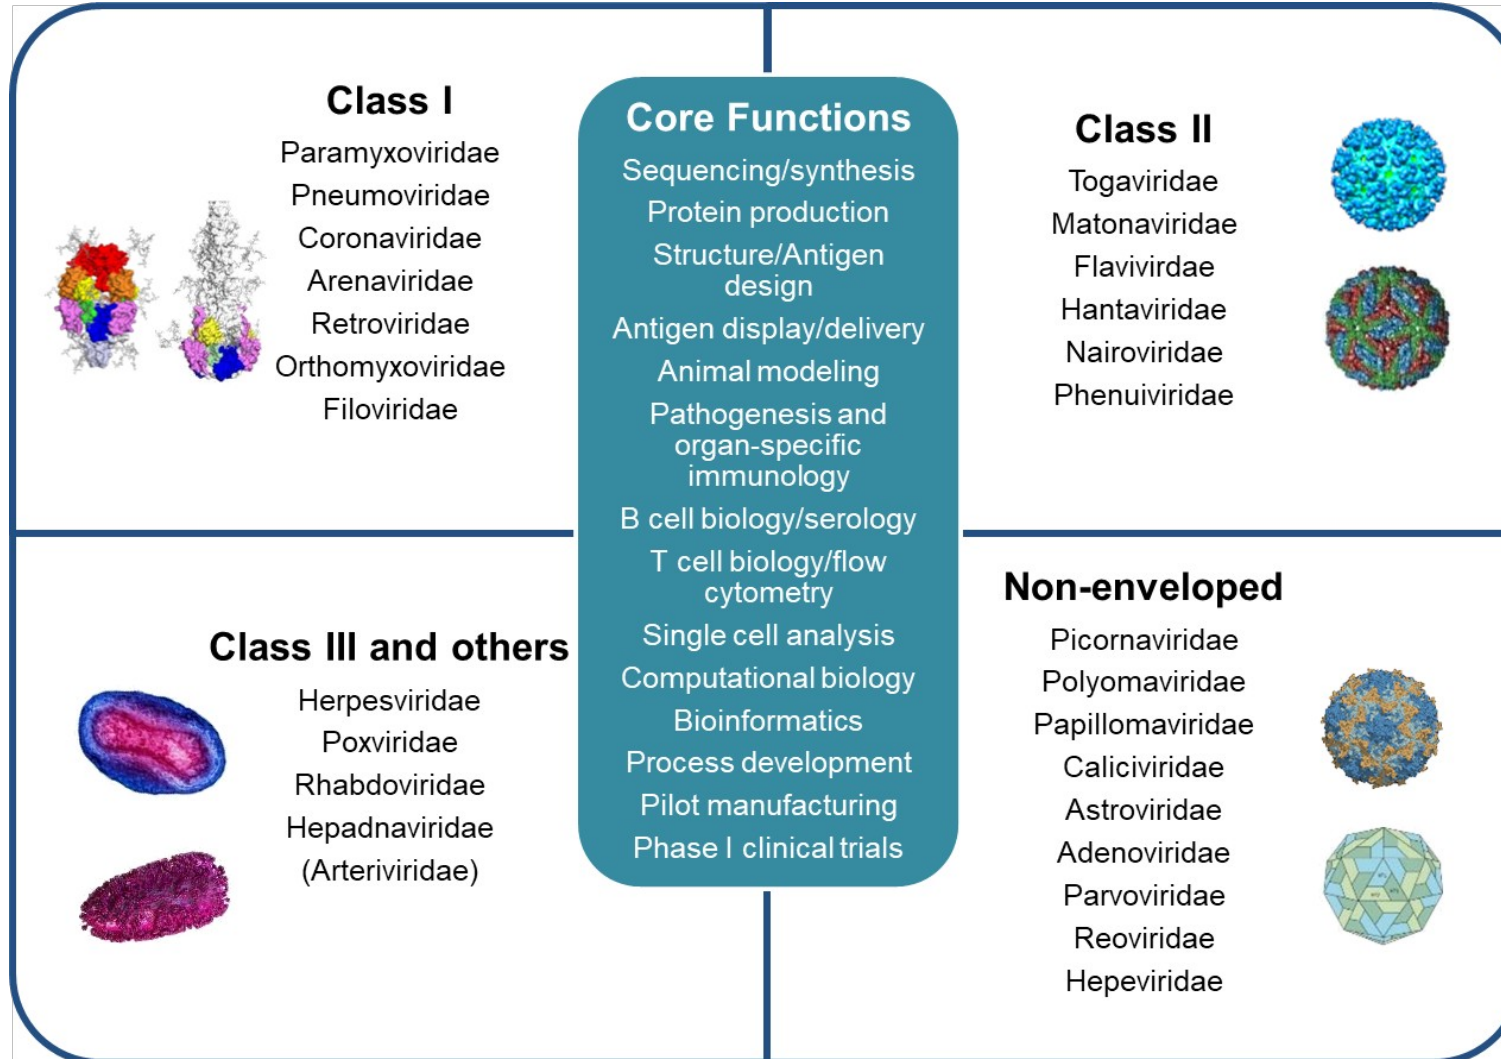 Class I
Paramyxoviridae
Pneumoviridae
Coronaviridae
Arenaviridae
Retroviridae
Orthomyxoviridae
Filoviridae
Core Functions
Sequencing/synthesis
Protein production
Structure/Antigen
design
Antigen display/delivery
Animal modeling
Pathogenesis and
organ-specific
immunology
B cell biology/serology
T cell biology/flow
cytometry
Single cell analysis
Computational biology
Bioinformatics
Process development
Pilot manufacturing
Phase I clinical trials
Class II
Togaviridae
Matonaviridae
Flavivirdae
Hantaviridae
Nairoviridae
Phenuiviridae
Class III and others
Herpesviridae
Poxviridae
Rhabdoviridae
Hepadnaviridae
(Arteriviridae)
Non-enveloped
Picornaviridae
Polyomaviridae
Papillomaviridae
Caliciviridae
Astroviridae
Adenoviridae
Parvoviridae
Reoviridae
Hepeviridae